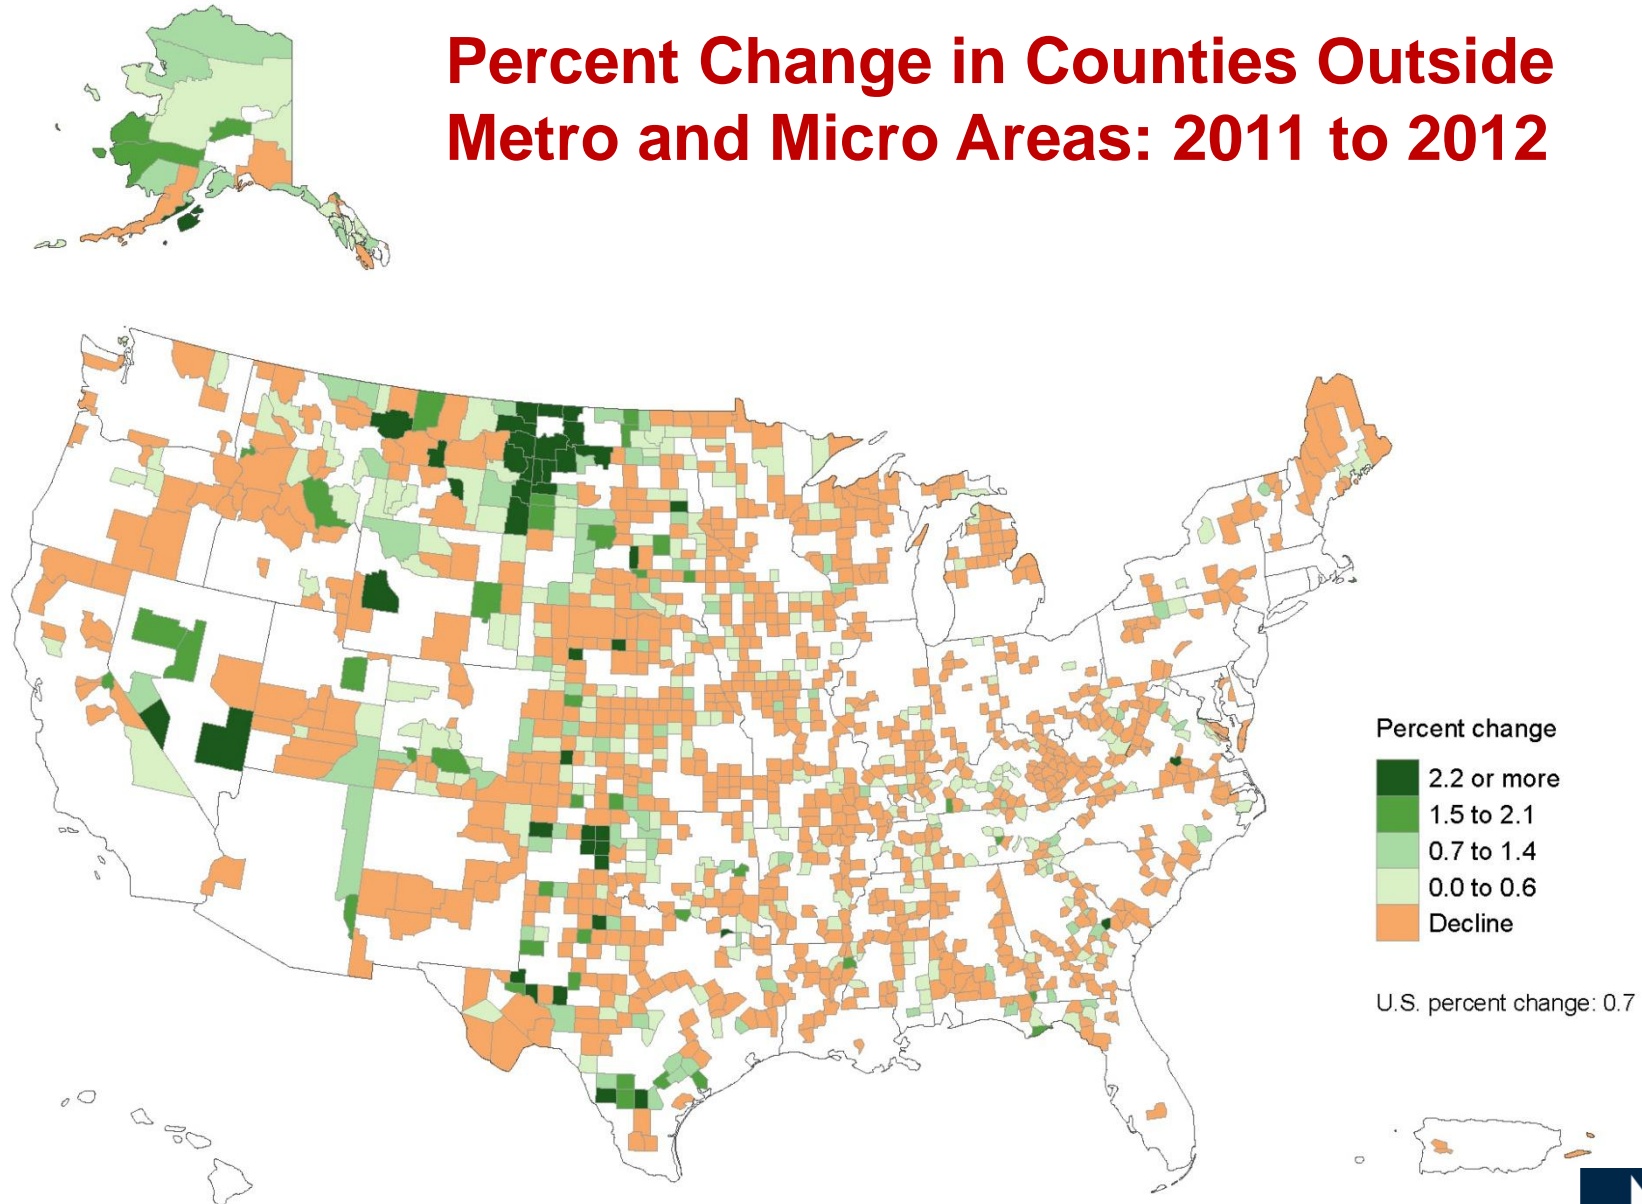 Percent Change in Counties Outside
Metro and Micro Areas: 2011 to 2012
Percent change
2.2 or more
1.5 to 2.1
0.7 to 1.4
0.0 to 0.6
Decline
U.S. percent change: 0.7